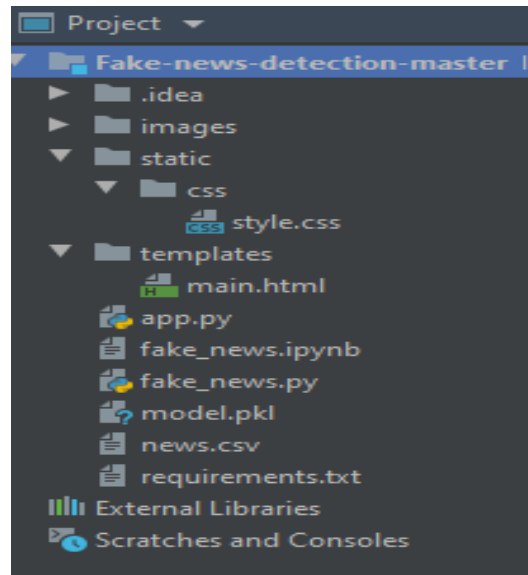 Project
Fake-news-detection-master
.idea
images
static
css
style.css
templates
H main.html
app.py
fake_news.ipynb
fake_news.py
model.pkl
news.csv
requirements.txt
External Libraries
Scratches and Consoles